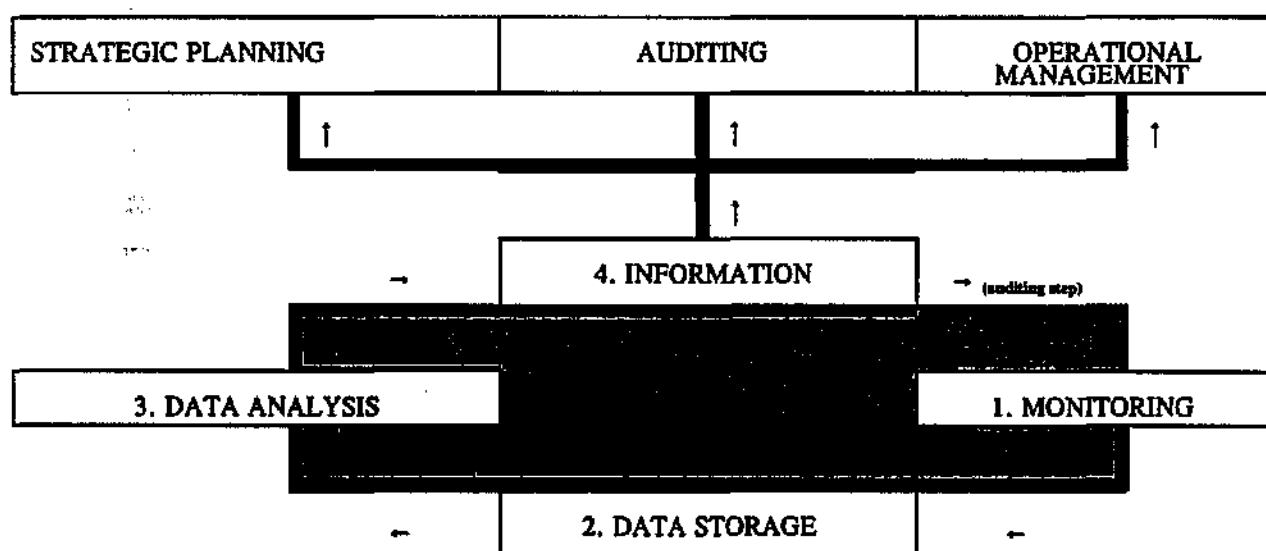 STRATEGIC PLANNING
AUDITING
OPERATIONAL
MANAGEMENT
4. INFORMATION
(auditing step)
3. DATA ANALYSIS
1. MONITORING
2. DATA STORAGE